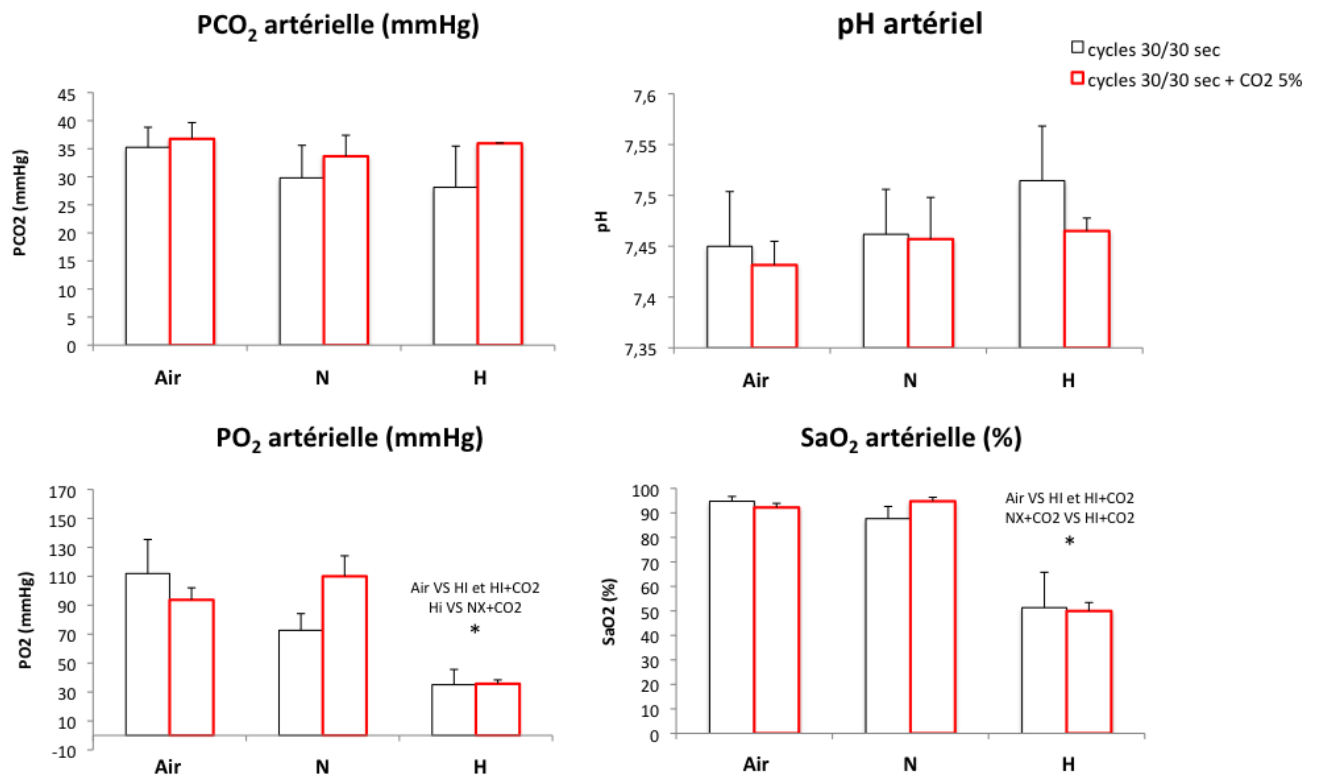 PCO₂ artérielle (mmHg)
PCO2 (mmHg)
45
40
35
30
25
20
15
10
5
0
Air N H
pH artériel
cycles 30/30 sec
cycles 30/30 sec + CO2 5%
pH
7,6
7,55
7,5
7,45
7,4
7,35
Air N H
PO₂ artérielle (mmHg)
PO2 (mmHg)
170
150
130
110
90
70
50
30
10
-10
Air VS HI et HI+CO2
Hi VS NX+CO2
*
Air N H
SaO₂ artérielle (%)
SaO2 (%)
100
90
80
70
60
50
40
30
20
10
0
Air VS HI et HI+CO2
NX+CO2 VS HI+CO2
*
Air N H